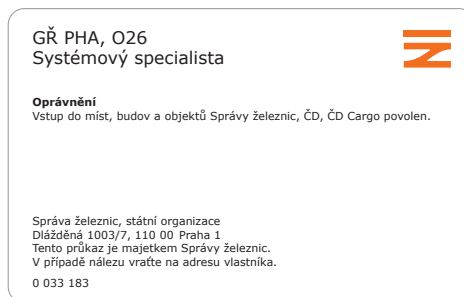 GŘ PHA, O26
Systémový specialista
Oprávnění
Vstup do míst, budov a objektů Správy železnic, ČD, ČD Cargo povolen.
Správa železnic, státní organizace
Dlážděná 1003/7, 110 00 Praha 1
Tento průkaz je majetkem Správy železnic.
V případě nálezu vraťte na adresu vlastníka.
0 033 183